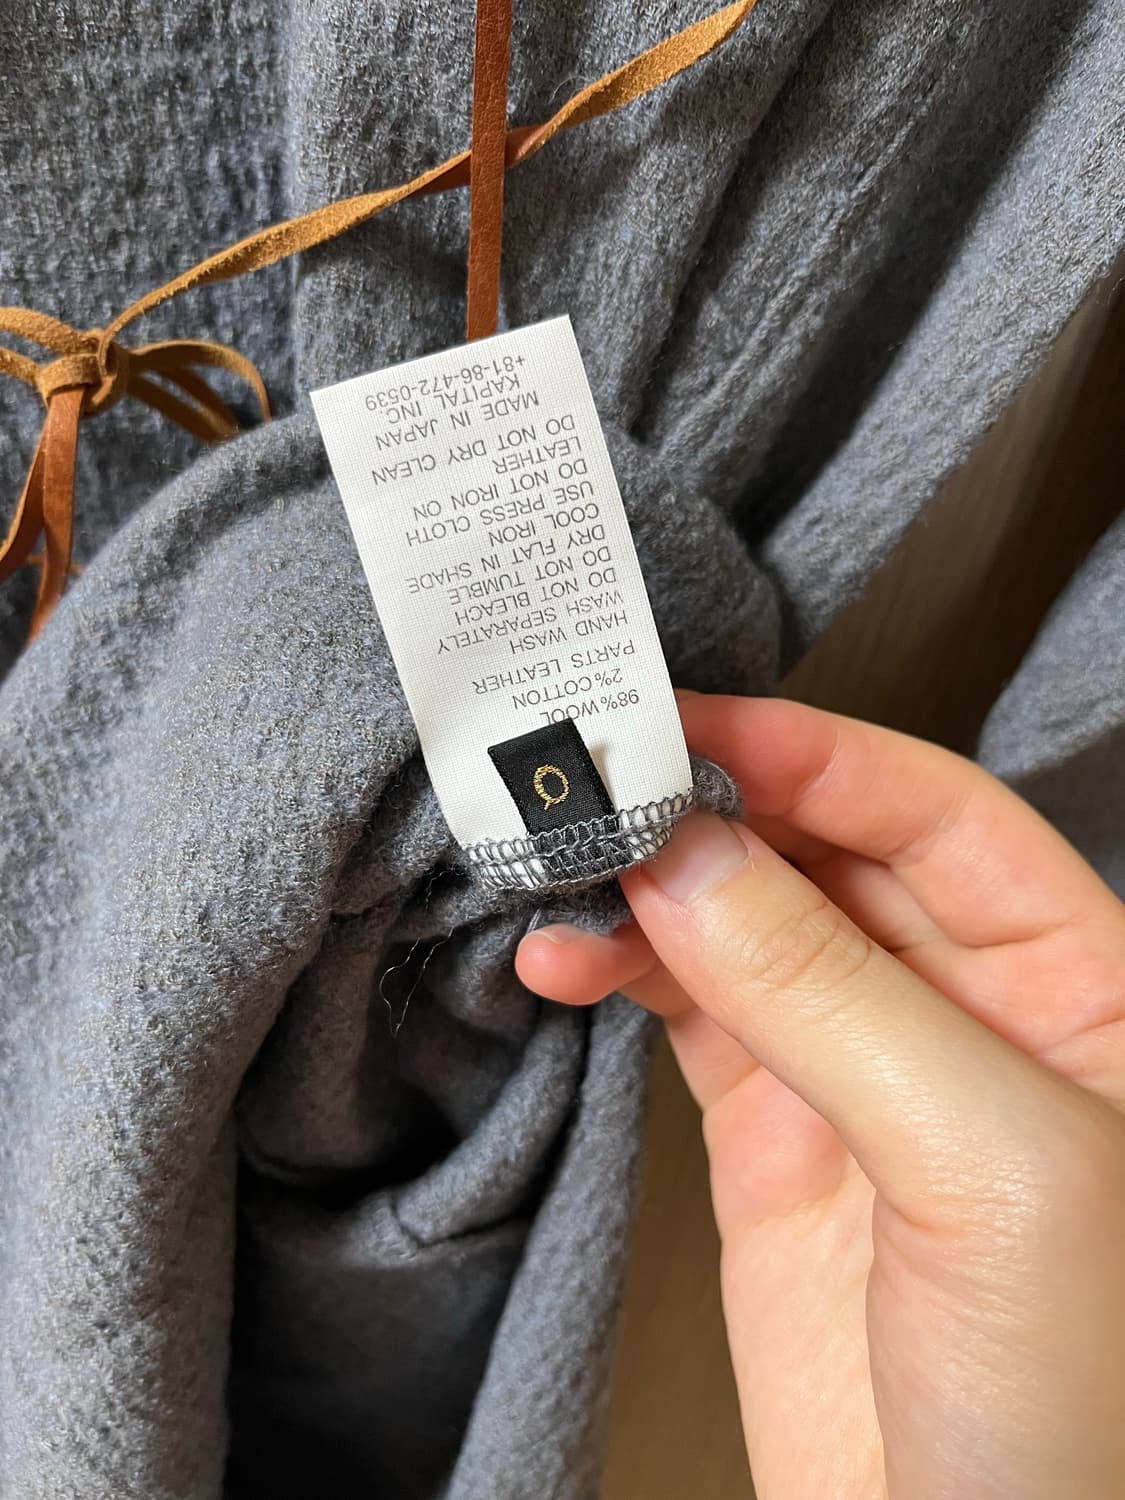 0
98%WOOL
2%COTTON
PARTS LEATHER
HAND WASH
WASH SEPARATELY
DO NOT BLEACH
DO NOT TUMBLE
DRY FLAT IN SHADE
COOL IRON
USE PRESS CLOTH
DO NOT IRON ON
LEATHER
DO NOT DRY CLEAN
MADE IN JAPAN
KAPITAL INC.
+81-86-472-0539